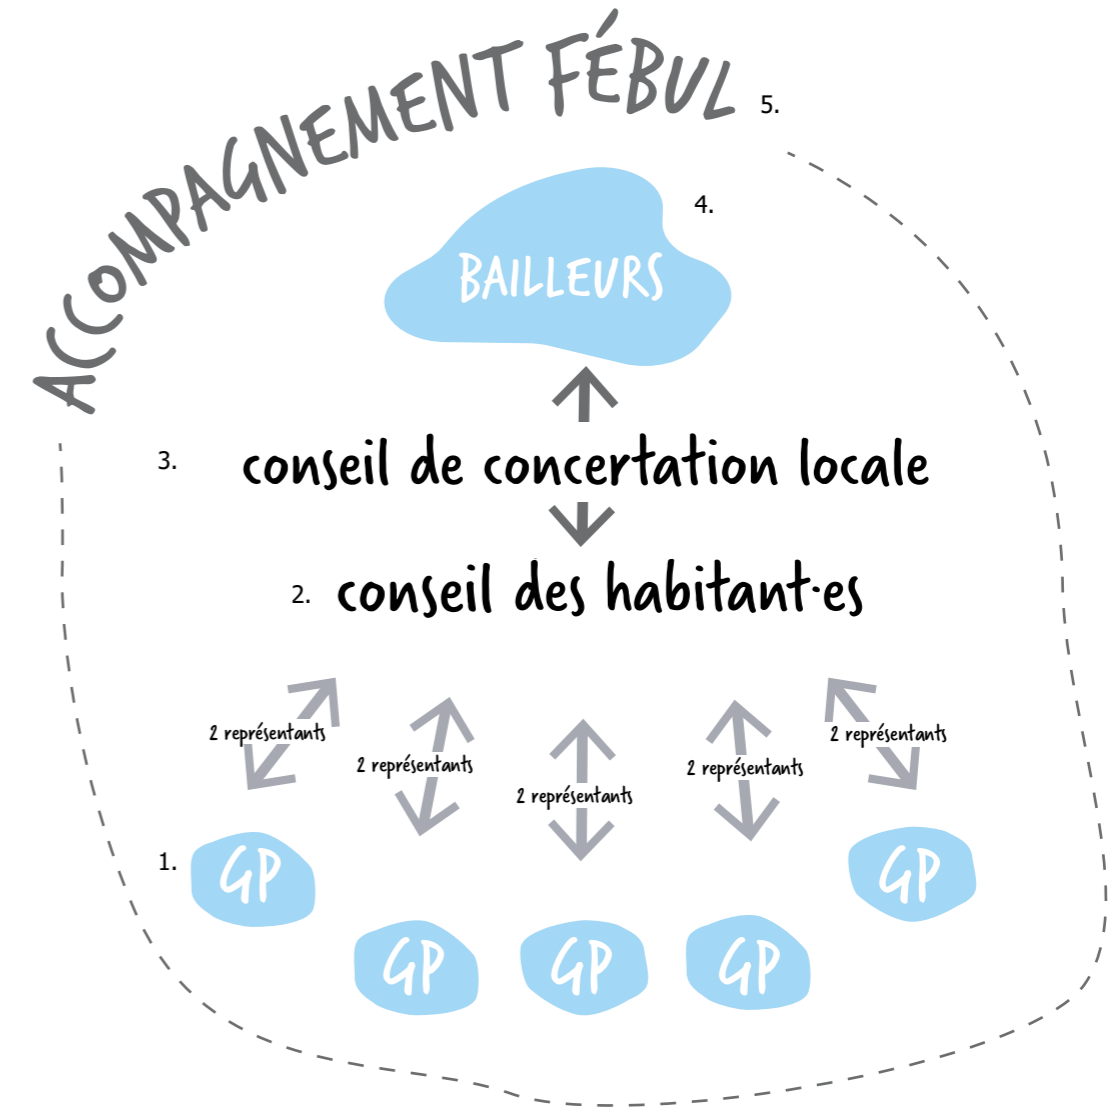 ACCOMPAGNEMENT FÉBUL 5.
4.
BAILLEURS
3. conseil de concertation locale
2. conseil des habitant·es
2 représentants
2 représentants
2 représentants
2 représentants
2 représentants
1. GP
GP
GP
GP
GP